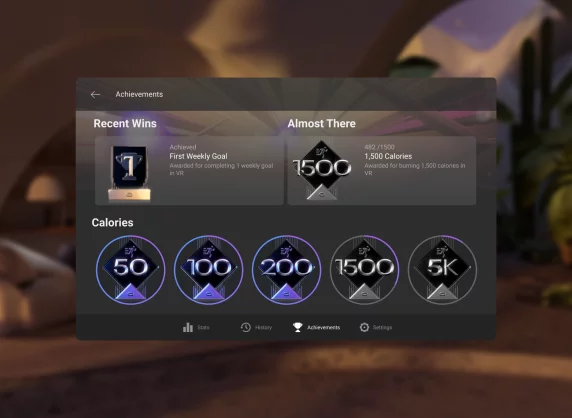 Achievements
Recent Wins
Almost There
1
Achieved
First Weekly Goal
Awarded for completing 1 weekly goal
in VR
1500
482 /1500
1,500 Calories
Awarded for burning 1,500 calories in
VR
Calories
50
100
200
1500
5K
Stats
History
Achievements
Settings